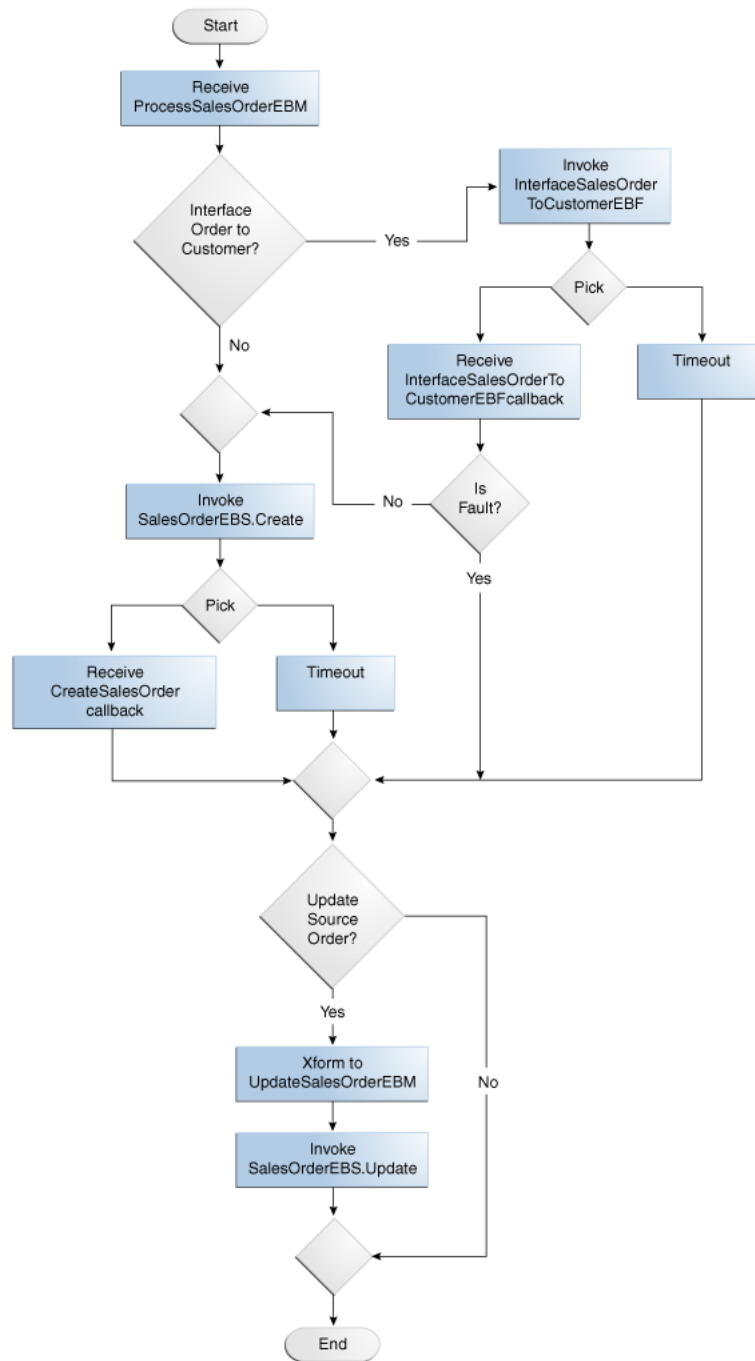 Start
Receive
ProcessSalesOrderEBM
Interface
Order to
Customer?
Yes
Invoke
InterfaceSalesOrder
ToCustomerEBF
Pick
No
Receive
InterfaceSalesOrderTo
CustomerEBFcallback
Timeout
Is
Fault?
No
Yes
Invoke
SalesOrderEBS.Create
Pick
Receive
CreateSalesOrder
callback
Timeout
Update
Source
Order?
Yes
No
Xform to
UpdateSalesOrderEBM
Invoke
SalesOrderEBS.Update
End